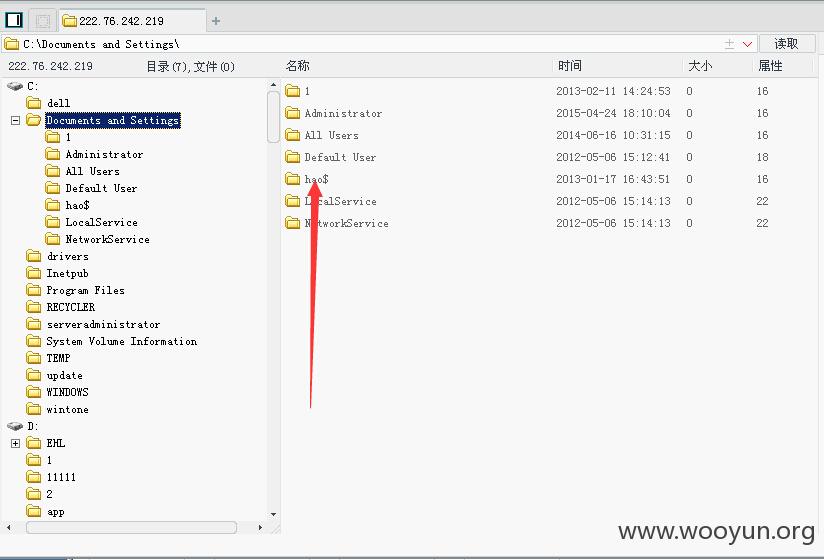 222.76.242.219
C:\Documents and Settings\ 读取
222.76.242.219 目录(7),文件(0)
名称 时间 大小 属性
C:
dell
Documents and Settings
1
Administrator
All Users
Default User
hao$
LocalService
NetworkService
drivers
Inetpub
Program Files
RECYCLER
serveradministrator
System Volume Information
TEMP
update
WINDOWS
wintone
D:
EHL
1
11111
2
app
1 2013-02-11 14:24:53 0 16
Administrator 2015-04-24 18:10:04 0 16
All Users 2014-06-16 10:31:15 0 16
Default User 2012-05-06 15:12:41 0 18
hao$ 2013-01-17 16:43:51 0 16
LocalService 2012-05-06 15:14:13 0 22
NetworkService 2012-05-06 15:14:13 0 22
www.wooyun.org